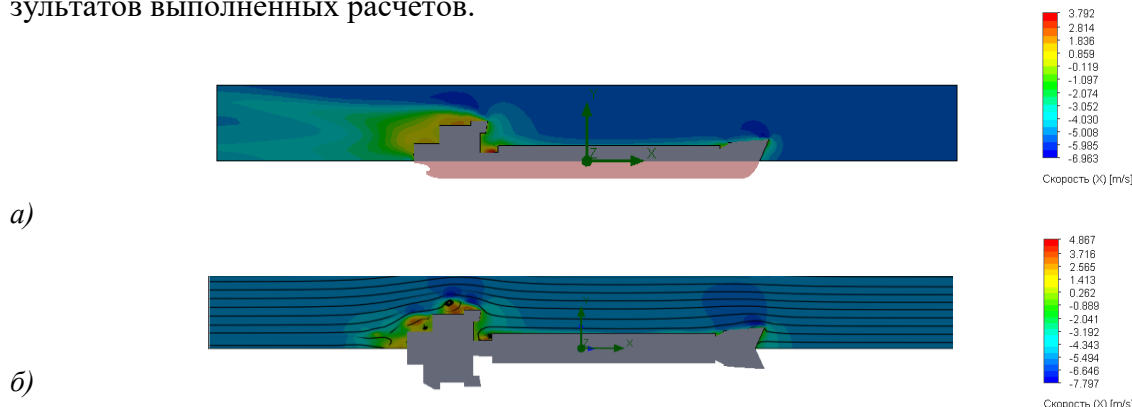 зультатов выполненных расчетов.
3.792
2.814
1.836
0.859
-0.119
-1.097
-2.074
-3.052
-4.030
-5.008
-5.985
-6.963
Скорость (X) [m/s]
Y
Z X
а)
4.867
3.716
2.565
1.413
0.262
-0.889
-2.041
-3.192
-4.343
-5.494
-6.646
-7.797
Скорость (X) [m/s]
Y
Z X
б)